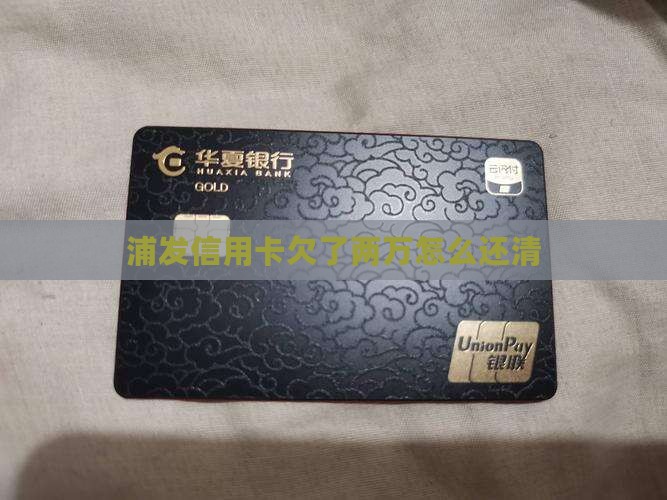 华夏银行
HUAXIA BANK
GOLD
云闪付
浦发信用卡欠了两万怎么还清
UnionPay
银联